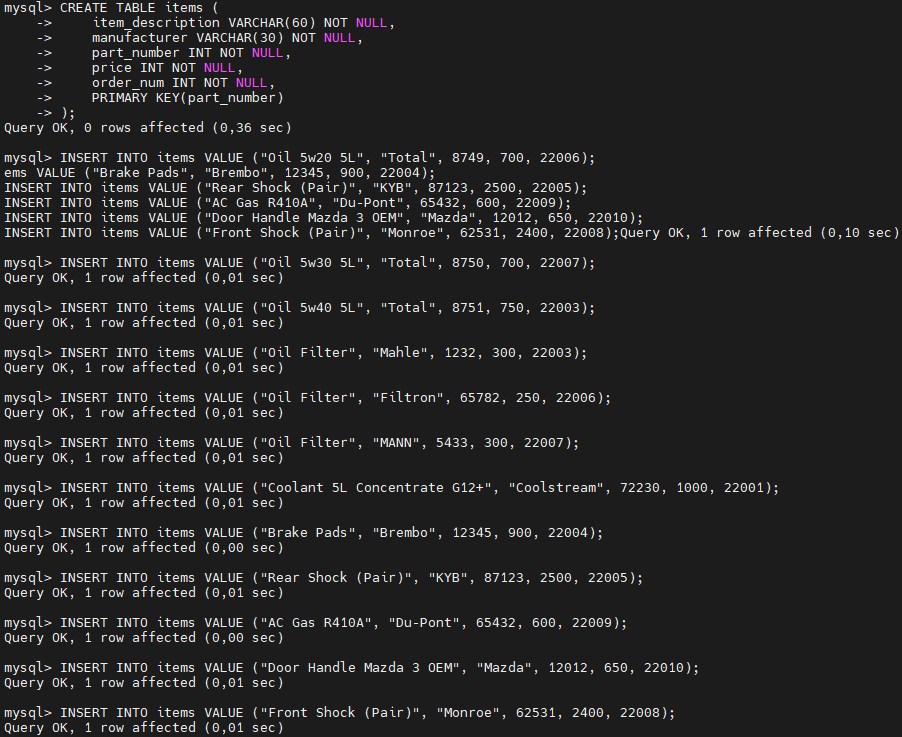 mysql> CREATE TABLE items (
    ->     item_description VARCHAR(60) NOT NULL,
    ->     manufacturer VARCHAR(30) NOT NULL,
    ->     part_number INT NOT NULL,
    ->     price INT NOT NULL,
    ->     order_num INT NOT NULL,
    ->     PRIMARY KEY(part_number)
    -> );
Query OK, 0 rows affected (0,36 sec)

mysql> INSERT INTO items VALUE ("Oil 5w20 5L", "Total", 8749, 700, 22006);
ems VALUE ("Brake Pads", "Brembo", 12345, 900, 22004);
INSERT INTO items VALUE ("Rear Shock (Pair)", "KYB", 87123, 2500, 22005);
INSERT INTO items VALUE ("AC Gas R410A", "Du-Pont", 65432, 600, 22009);
INSERT INTO items VALUE ("Door Handle Mazda 3 OEM", "Mazda", 12012, 650, 22010);
INSERT INTO items VALUE ("Front Shock (Pair)", "Monroe", 62531, 2400, 22008);Query OK, 1 row affected (0,10 sec)

mysql> INSERT INTO items VALUE ("Oil 5w30 5L", "Total", 8750, 700, 22007);
Query OK, 1 row affected (0,01 sec)

mysql> INSERT INTO items VALUE ("Oil 5w40 5L", "Total", 8751, 750, 22003);
Query OK, 1 row affected (0,01 sec)

mysql> INSERT INTO items VALUE ("Oil Filter", "Mahle", 1232, 300, 22003);
Query OK, 1 row affected (0,01 sec)

mysql> INSERT INTO items VALUE ("Oil Filter", "Filtron", 65782, 250, 22006);
Query OK, 1 row affected (0,01 sec)

mysql> INSERT INTO items VALUE ("Oil Filter", "MANN", 5433, 300, 22007);
Query OK, 1 row affected (0,01 sec)

mysql> INSERT INTO items VALUE ("Coolant 5L Concentrate G12+", "Coolstream", 72230, 1000, 22001);
Query OK, 1 row affected (0,01 sec)

mysql> INSERT INTO items VALUE ("Brake Pads", "Brembo", 12345, 900, 22004);
Query OK, 1 row affected (0,00 sec)

mysql> INSERT INTO items VALUE ("Rear Shock (Pair)", "KYB", 87123, 2500, 22005);
Query OK, 1 row affected (0,01 sec)

mysql> INSERT INTO items VALUE ("AC Gas R410A", "Du-Pont", 65432, 600, 22009);
Query OK, 1 row affected (0,00 sec)

mysql> INSERT INTO items VALUE ("Door Handle Mazda 3 OEM", "Mazda", 12012, 650, 22010);
Query OK, 1 row affected (0,01 sec)

mysql> INSERT INTO items VALUE ("Front Shock (Pair)", "Monroe", 62531, 2400, 22008);
Query OK, 1 row affected (0,01 sec)